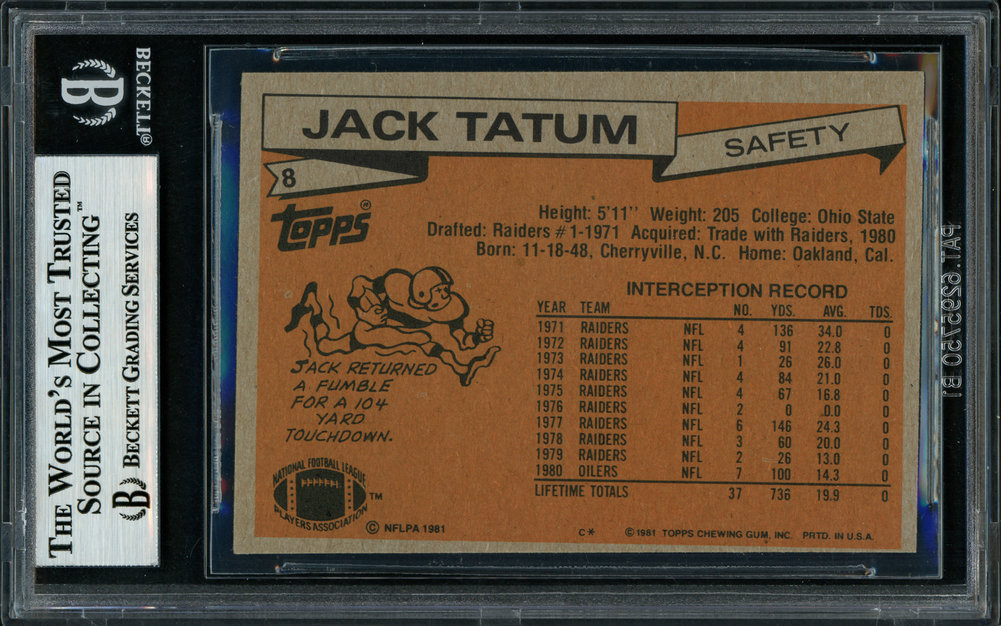 BECKETT®
B
THE WORLD'S MOST TRUSTED
SOURCE IN COLLECTING™
B BECKETT GRADING SERVICES
JACK TATUM
SAFETY
8
TOPPS®
Height: 5'11'' Weight: 205 College: Ohio State
Drafted: Raiders #1-1971 Acquired: Trade with Raiders, 1980
Born: 11-18-48, Cherryville, N.C. Home: Oakland, Cal.
INTERCEPTION RECORD
YEAR TEAM NO. YDS. AVG. TDS.
1971 RAIDERS NFL 4 136 34.0 0
1972 RAIDERS NFL 4 91 22.8 0
1973 RAIDERS NFL 1 26 26.0 0
1974 RAIDERS NFL 4 84 21.0 0
1975 RAIDERS NFL 4 67 16.8 0
1976 RAIDERS NFL 2 0 0.0 0
1977 RAIDERS NFL 6 146 24.3 0
1978 RAIDERS NFL 3 60 20.0 0
1979 RAIDERS NFL 2 26 13.0 0
1980 OILERS NFL 7 100 14.3 0
LIFETIME TOTALS 37 736 19.9 0
JACK RETURNED
A FUMBLE
FOR A 104
YARD
TOUCHDOWN.
NATIONAL FOOTBALL LEAGUE
PLAYERS ASSOCIATION
™
© NFLPA 1981
C*
© 1981 TOPPS CHEWING GUM, INC. PRTD. IN U.S.A.
PAT. 6295750 B1